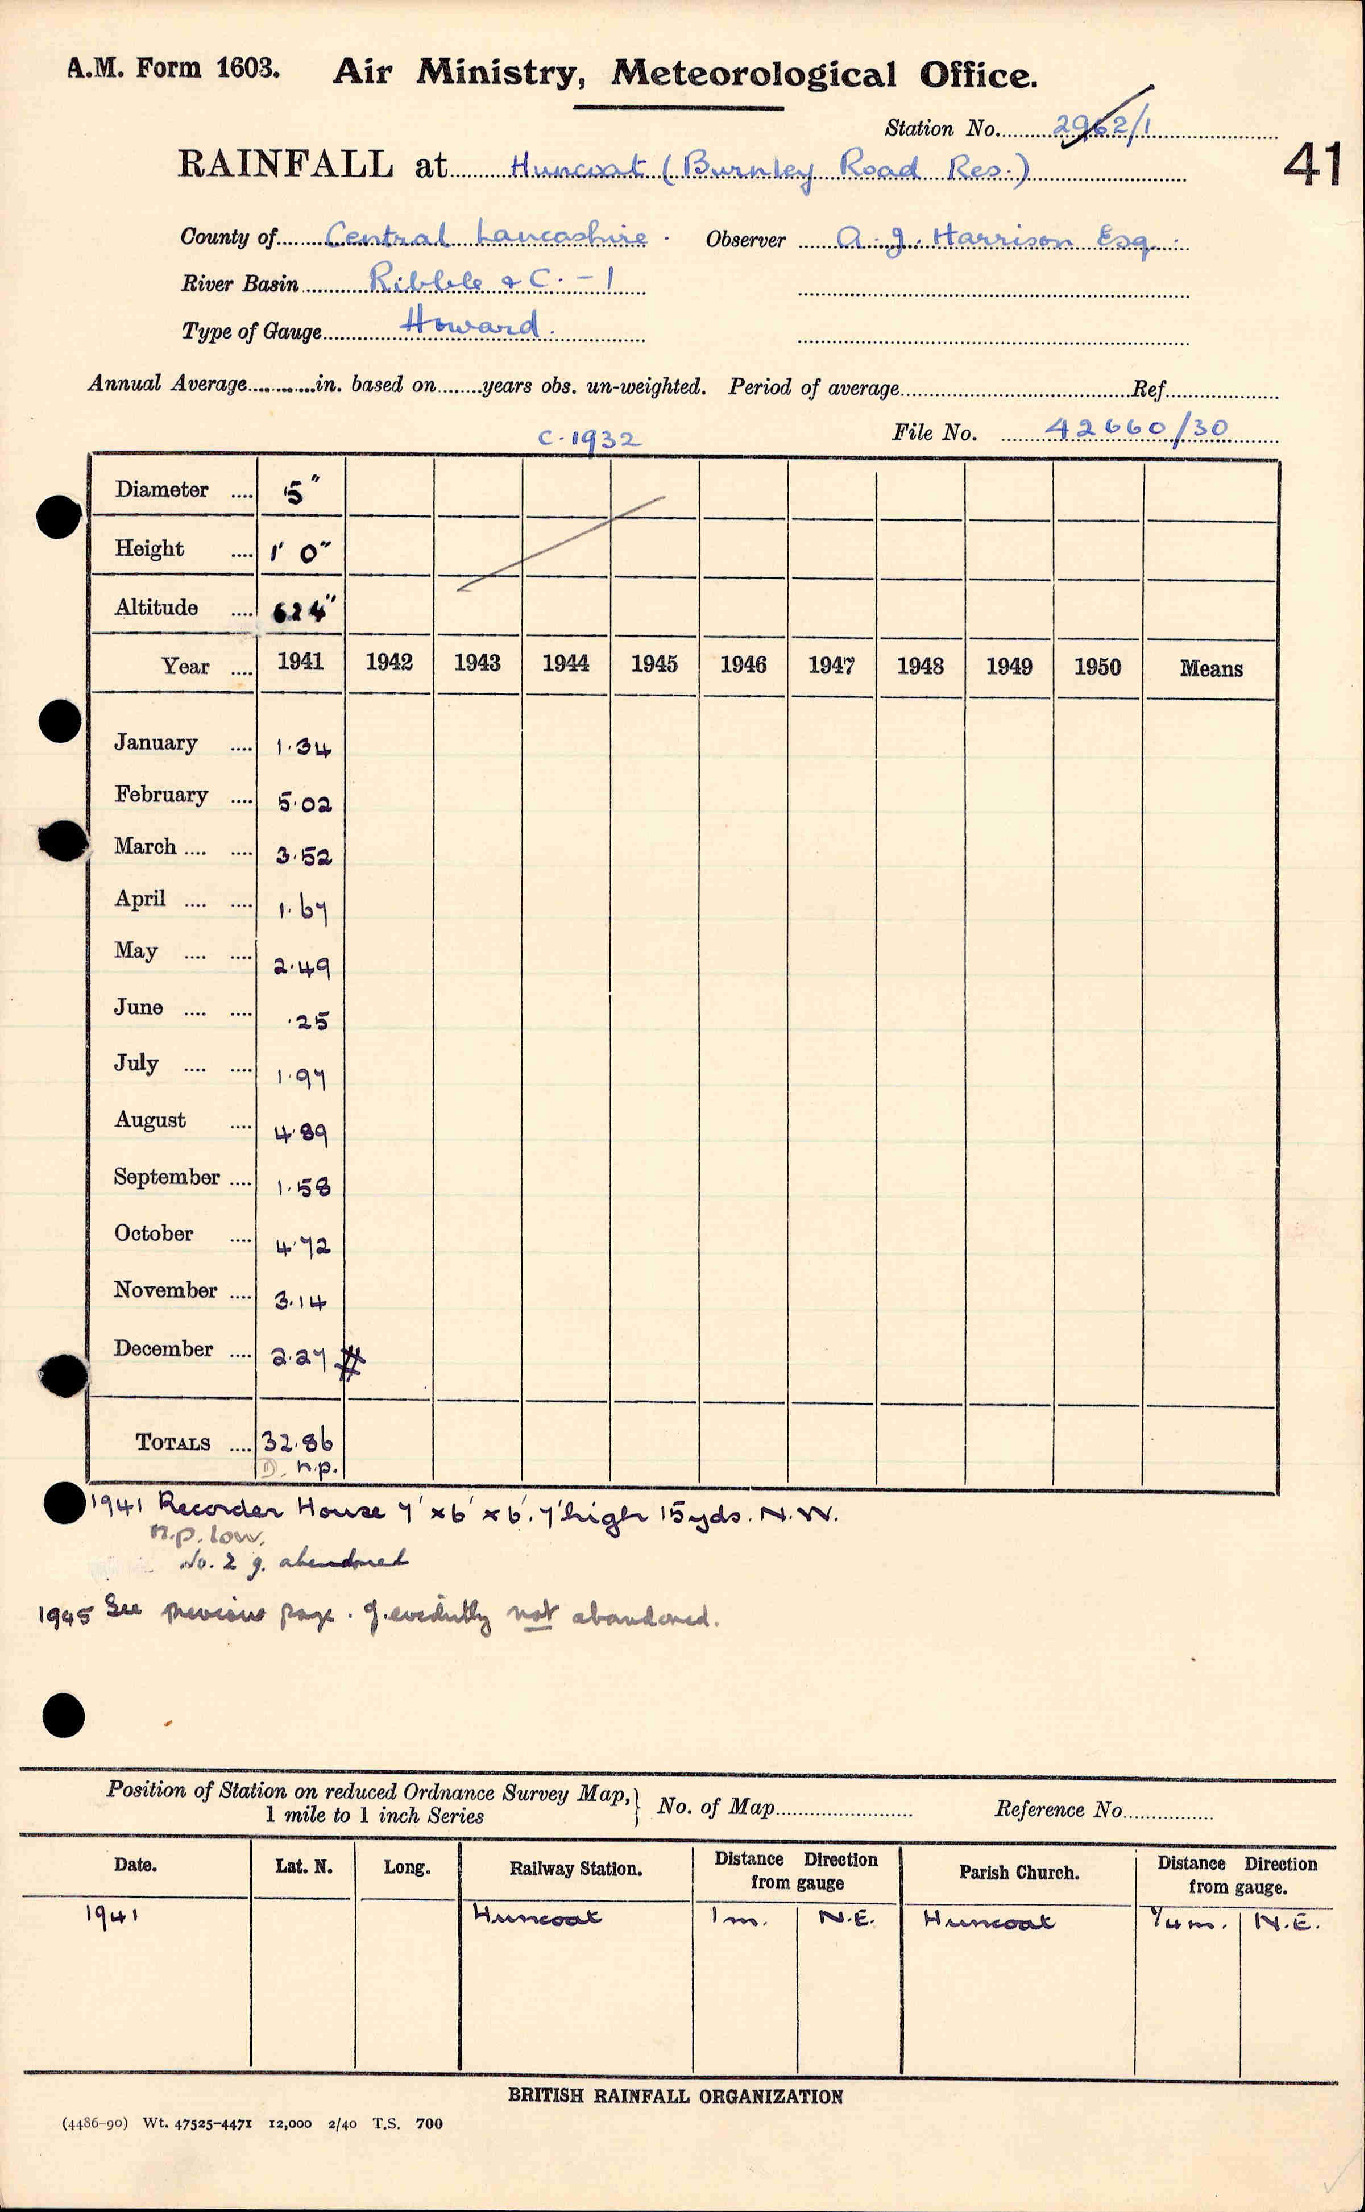 A.M. Form 1603. Air Ministry, Meteorological Office.
Station No. 2962/1
41
RAINFALL at Huncoat (Burnley Road Res.)
County of Central Lancashire. Observer A. J. Harrison Esq.
River Basin Ribble & C. - 1
Type of Gauge Howard.
Annual Average in. based on years obs. un-weighted. Period of average Ref.
C. 1932
File No. 42660/30
Diameter 5"
Height 1' 0"
Altitude 624"
Year 1941 1942 1943 1944 1945 1946 1947 1948 1949 1950 Means
January 1.34
February 5.02
March 3.52
April 1.67
May 2.49
June .25
July 1.97
August 4.89
September 1.58
October 4.72
November 3.14
December 2.27 #
TOTALS 32.86
D. n.p.
1941 Recorder House 7' x 6' x 6'. 7' high 15 yds. N.W.
n.p. low.
No. 2 g. abandoned
1945 See previous page. g. evidently not abandoned.
Position of Station on reduced Ordnance Survey Map, } No. of Map Reference No.
1 mile to 1 inch Series
Date. Lat. N. Long. Railway Station. Distance Direction from gauge Parish Church. Distance Direction from gauge.
1941 Huncoat 1 m. N.E. Huncoat 1/4 m. N.E.
BRITISH RAINFALL ORGANIZATION
(4486-90) Wt. 47525-4471 12,000 2/40 T.S. 700